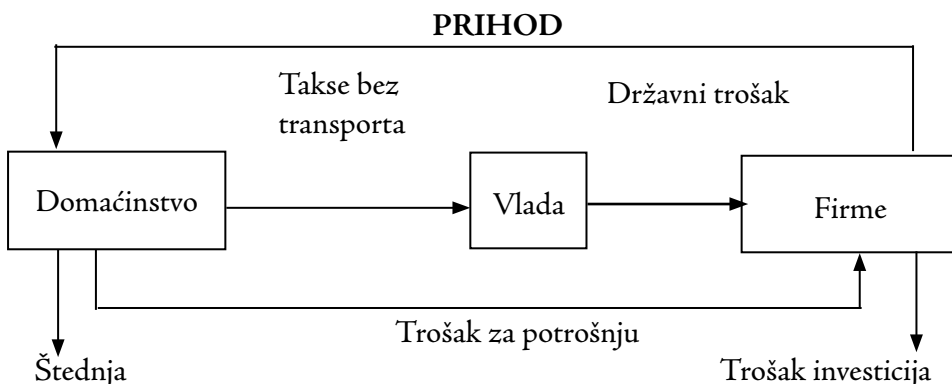 PRIHOD
Takse bez
transporta
Državni trošak
Domaćinstvo
Vlada
Firme
Trošak za potrošnju
Štednja
Trošak investicija